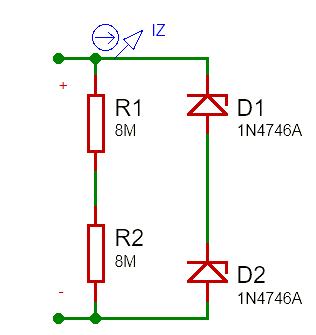 IZ
+
R1
8M
D1
1N4746A
R2
8M
D2
1N4746A
-